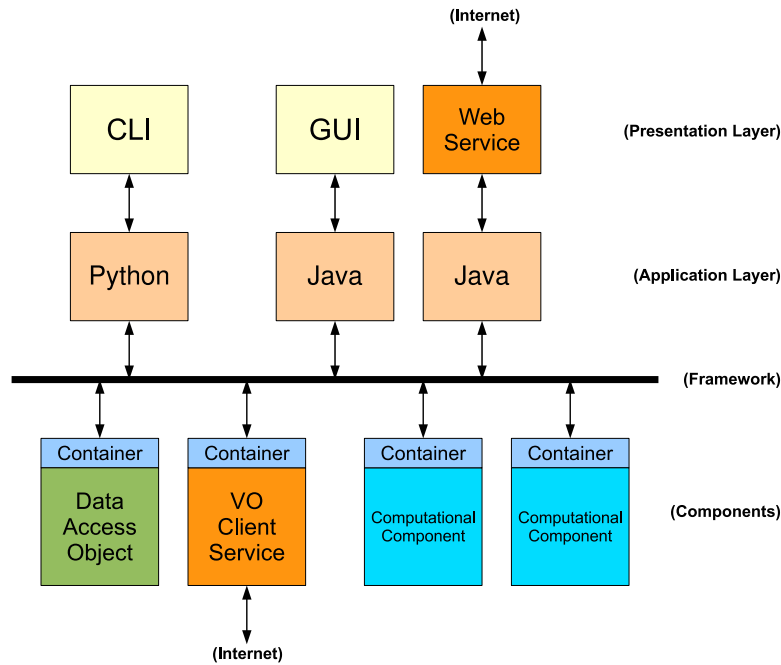 (Internet)
CLI
GUI
Web
Service
(Presentation Layer)
Python
Java
Java
(Application Layer)
(Framework)
Container
Container
Container
Container
Data
Access
Object
VO
Client
Service
Computational
Component
Computational
Component
(Components)
(Internet)